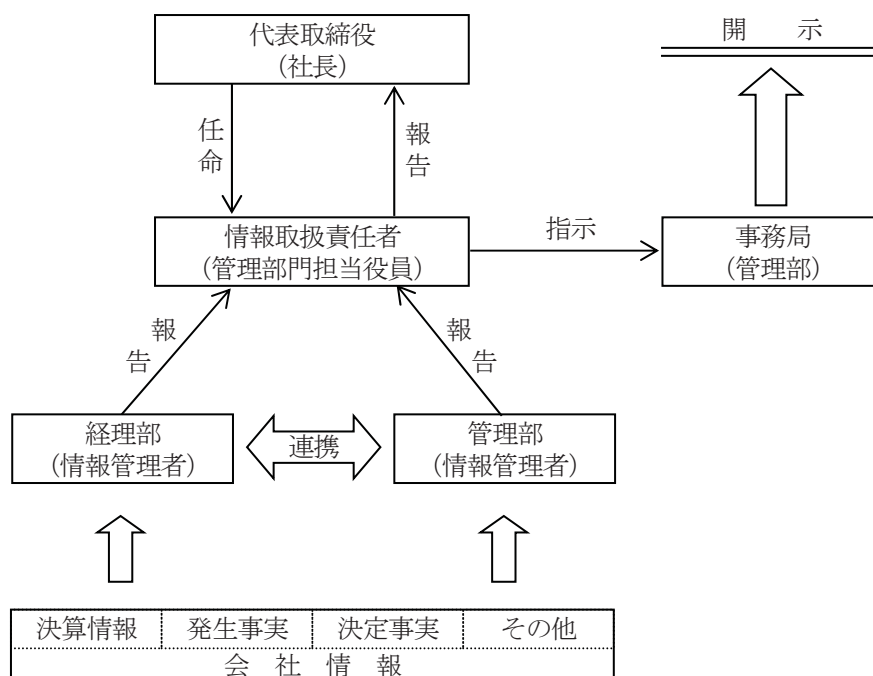 代表取締役
（社長）
開　示
任命
報告
情報取扱責任者
（管理部門担当役員）
指示
事務局
（管理部）
報告
報告
経理部
（情報管理者）
連携
管理部
（情報管理者）
決算情報
発生事実
決定事実
その他
会　社　情　報